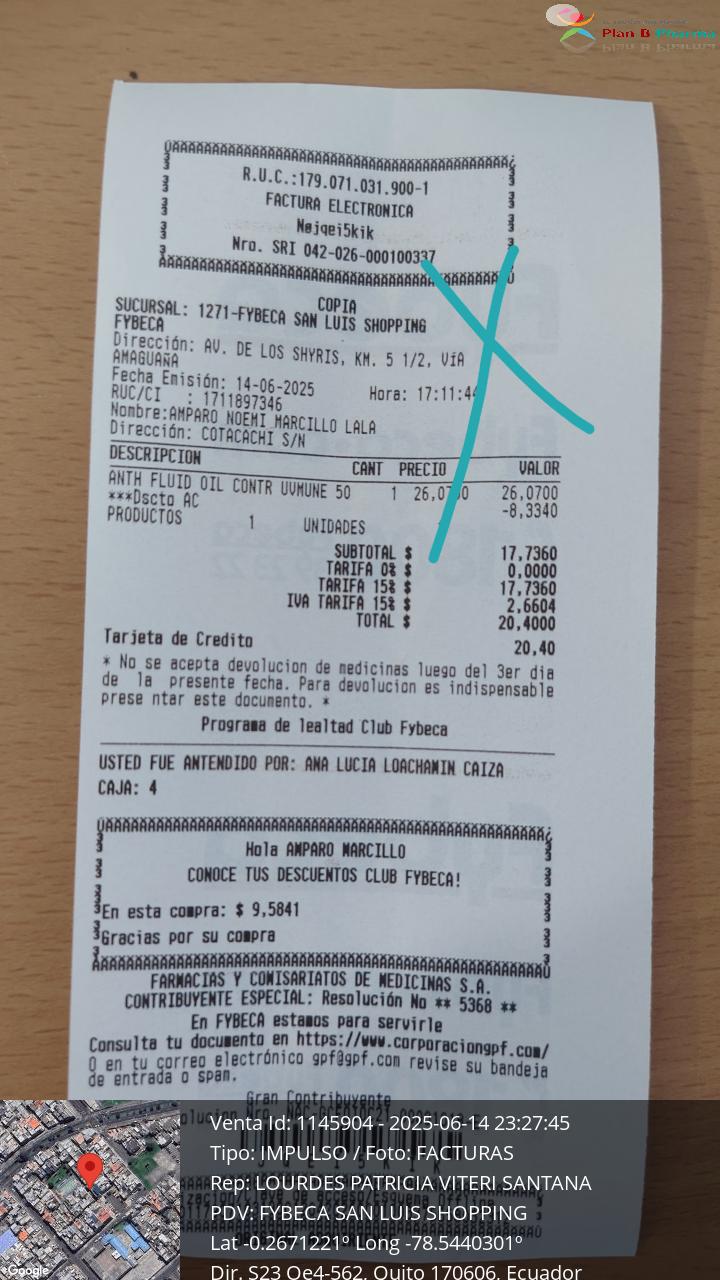 Plan B Pharma
R.U.C.:179.071.031.900-1
FACTURA ELECTRONICA
Nøjqei5kik
Nro. SRI 042-026-000100337
COPIA
SUCURSAL: 1271-FYBECA SAN LUIS SHOPPING
FYBECA
Dirección: AV. DE LOS SHYRIS, KM. 5 1/2, VíA
AMAGUAÑA
Fecha Emisión: 14-06-2025 Hora: 17:11:44
RUC/CI : 1711897346
Nombre:AMPARO NOEMI MARCILLO LALA
Dirección: COTACACHI S/N
DESCRIPCION CANT PRECIO VALOR
ANTH FLUID OIL CONTR UVMUNE 50 1 26,0700 26,0700
***Dscto AC -8,3340
PRODUCTOS 1 UNIDADES
SUBTOTAL $ 17,7360
TARIFA 0% $ 0,0000
TARIFA 15% $ 17,7360
IVA TARIFA 15% $ 2,6604
TOTAL $ 20,4000
Tarjeta de Credito 20,40
* No se acepta devolucion de medicinas luego del 3er dia
de la presente fecha. Para devolucion es indispensable
prese ntar este documento. *
Programa de lealtad Club Fybeca
USTED FUE ANTENDIDO POR: ANA LUCIA LOACHAMIN CAIZA
CAJA: 4
Hola AMPARO MARCILLO
CONOCE TUS DESCUENTOS CLUB FYBECA!
En esta compra: $ 9,5841
Gracias por su compra
FARMACIAS Y COMISARIATOS DE MEDICINAS S.A.
CONTRIBUYENTE ESPECIAL: Resolución No ** 5368 **
En FYBECA estamos para servirle
Consulta tu documento en https://www.corporaciongpf.com/
O en tu correo electrónico gpf@gpf.com revise su bandeja
de entrada o spam.
Gran Contribuyente
Venta Id: 1145904 - 2025-06-14 23:27:45
Tipo: IMPULSO / Foto: FACTURAS
Rep: LOURDES PATRICIA VITERI SANTANA
PDV: FYBECA SAN LUIS SHOPPING
Lat -0.2671221º Long -78.5440301º
Dir. S23 Oe4-562, Quito 170606, Ecuador
Google